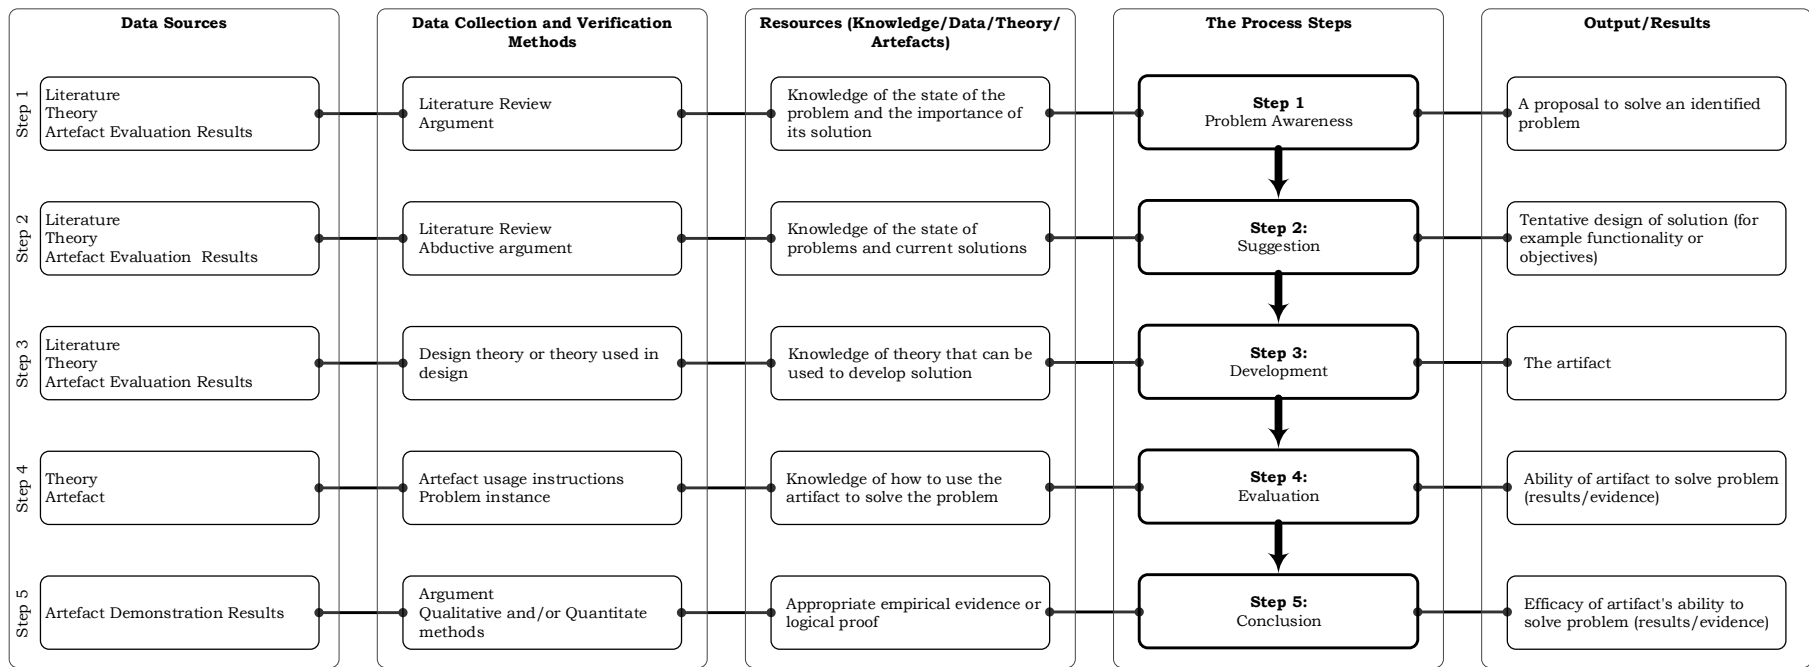 Data Sources
Data Collection and Verification
Methods
Resources (Knowledge/Data/Theory/
Artefacts)
The Process Steps
Output/Results
Step 1
Literature
Theory
Artefact Evaluation Results
Literature Review
Argument
Knowledge of the state of the
problem and the importance of
its solution
Step 1
Problem Awareness
A proposal to solve an identified
problem
Step 2
Literature
Theory
Artefact Evaluation  Results
Literature Review
Abductive argument
Knowledge of the state of
problems and current solutions
Step 2:
Suggestion
Tentative design of solution (for
example functionality or
objectives)
Step 3
Literature
Theory
Artefact Evaluation Results
Design theory or theory used in
design
Knowledge of theory that can be
used to develop solution
Step 3:
Development
The artifact
Step 4
Theory
Artefact
Artefact usage instructions
Problem instance
Knowledge of how to use the
artifact to solve the problem
Step 4:
Evaluation
Ability of artifact to solve problem
(results/evidence)
Step 5
Artefact Demonstration Results
Argument
Qualitative and/or Quantitate
methods
Appropriate empirical evidence or
logical proof
Step 5:
Conclusion
Efficacy of artifact's ability to
solve problem (results/evidence)